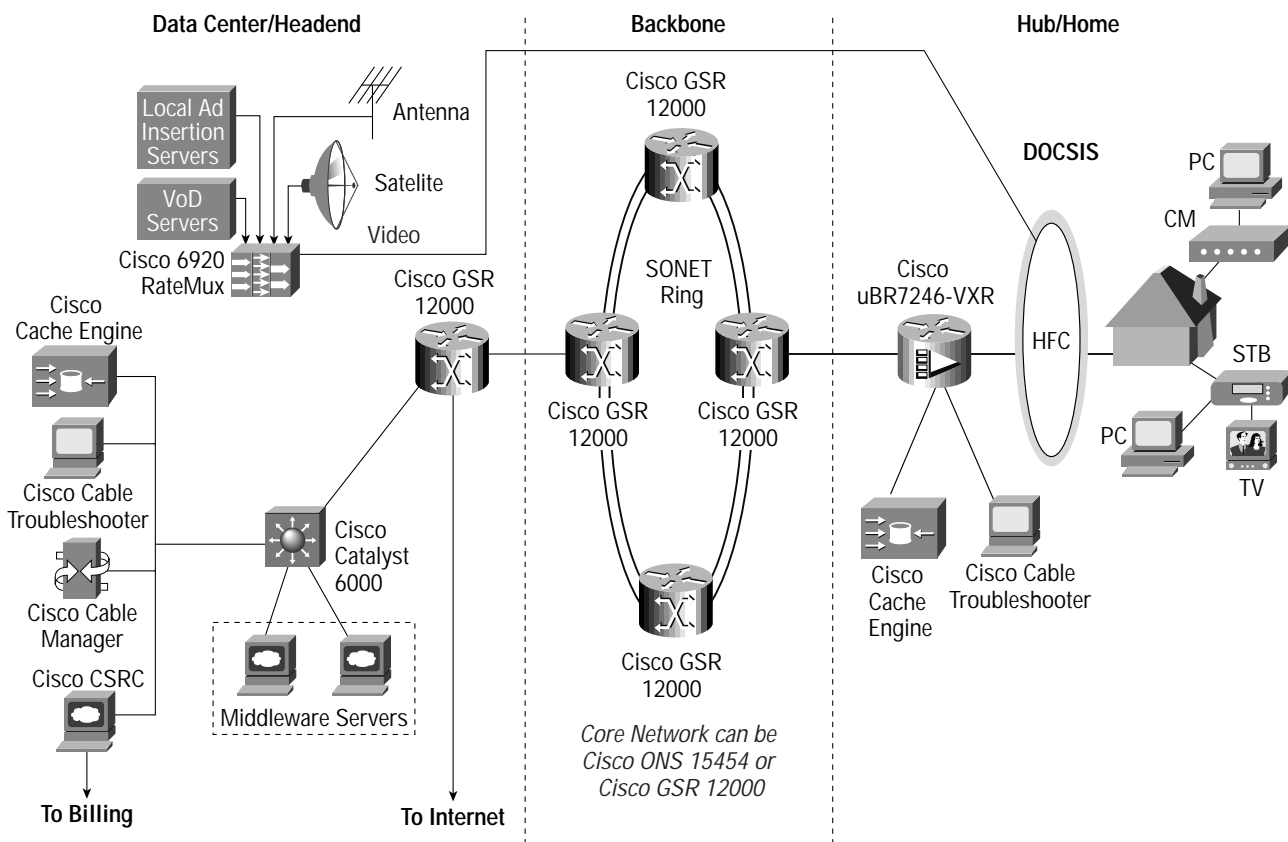 Data Center/Headend
Backbone
Hub/Home
Local Ad
Insertion
Servers
VoD
Servers
Antenna
Satelite
Video
Cisco 6920
RateMux
Cisco GSR
12000
Cisco
Cache Engine
Cisco Cable
Troubleshooter
Cisco Cable
Manager
Cisco CSRC
To Billing
Cisco
Catalyst
6000
Middleware Servers
To Internet
Cisco GSR
12000
SONET
Ring
Cisco GSR
12000
Cisco GSR
12000
Cisco GSR
12000
Core Network can be
Cisco ONS 15454 or
Cisco GSR 12000
DOCSIS
Cisco
uBR7246-VXR
HFC
PC
CM
STB
PC
TV
Cisco
Cache
Engine
Cisco Cable
Troubleshooter